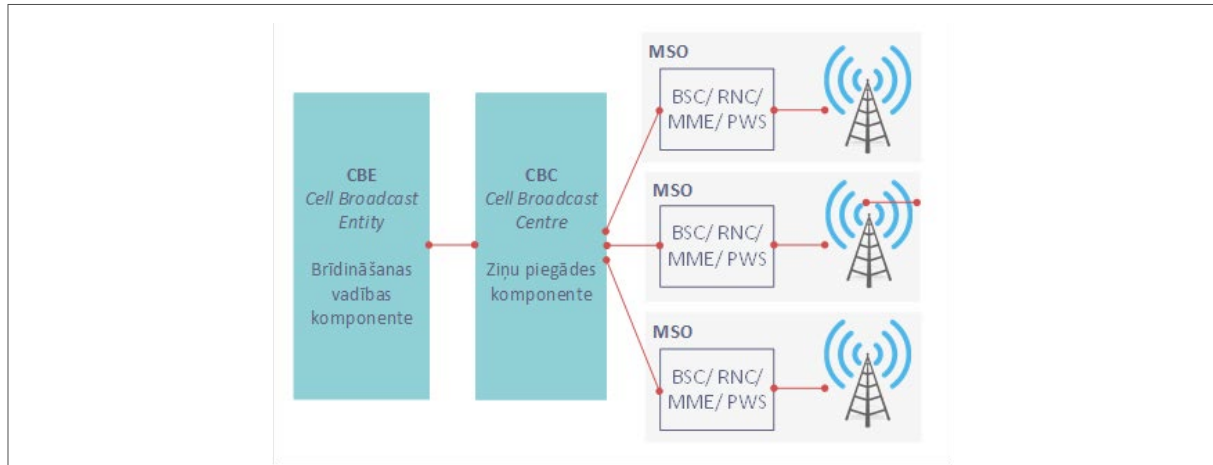 CBE
Cell Broadcast
Entity
Brīdināšanas
vadības
komponente
CBC
Cell Broadcast
Centre
Ziņu piegādes
komponente
MSO
BSC/ RNC/
MME/ PWS
MSO
BSC/ RNC/
MME/ PWS
MSO
BSC/ RNC/
MME/ PWS